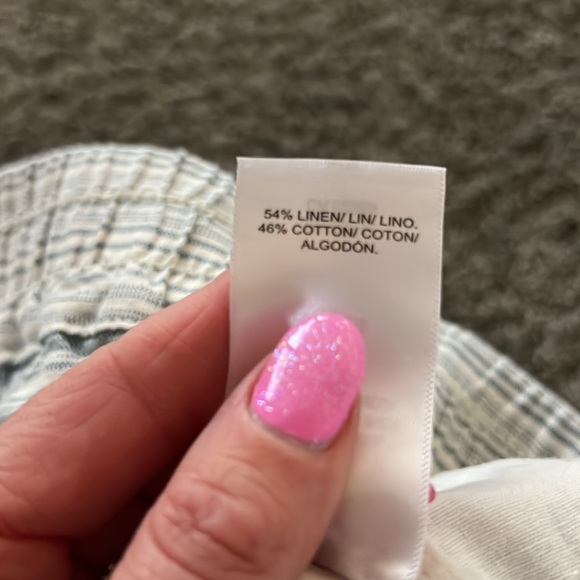 54% LINEN/ LIN/ LINO.
46% COTTON/ COTON/
ALGODÓN.